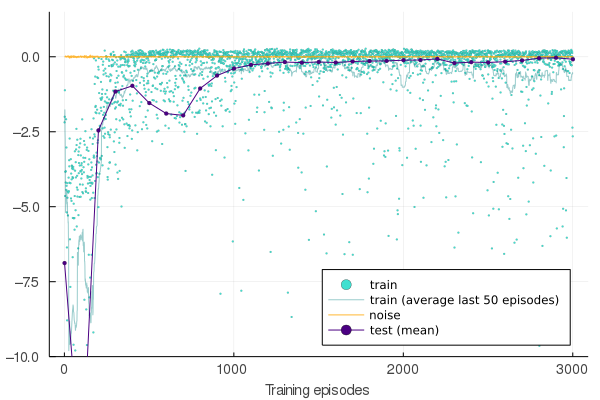 0.0
−2.5
−5.0
−7.5
−10.0
0
1000
2000
3000
Training episodes
train
train (average last 50 episodes)
noise
test (mean)